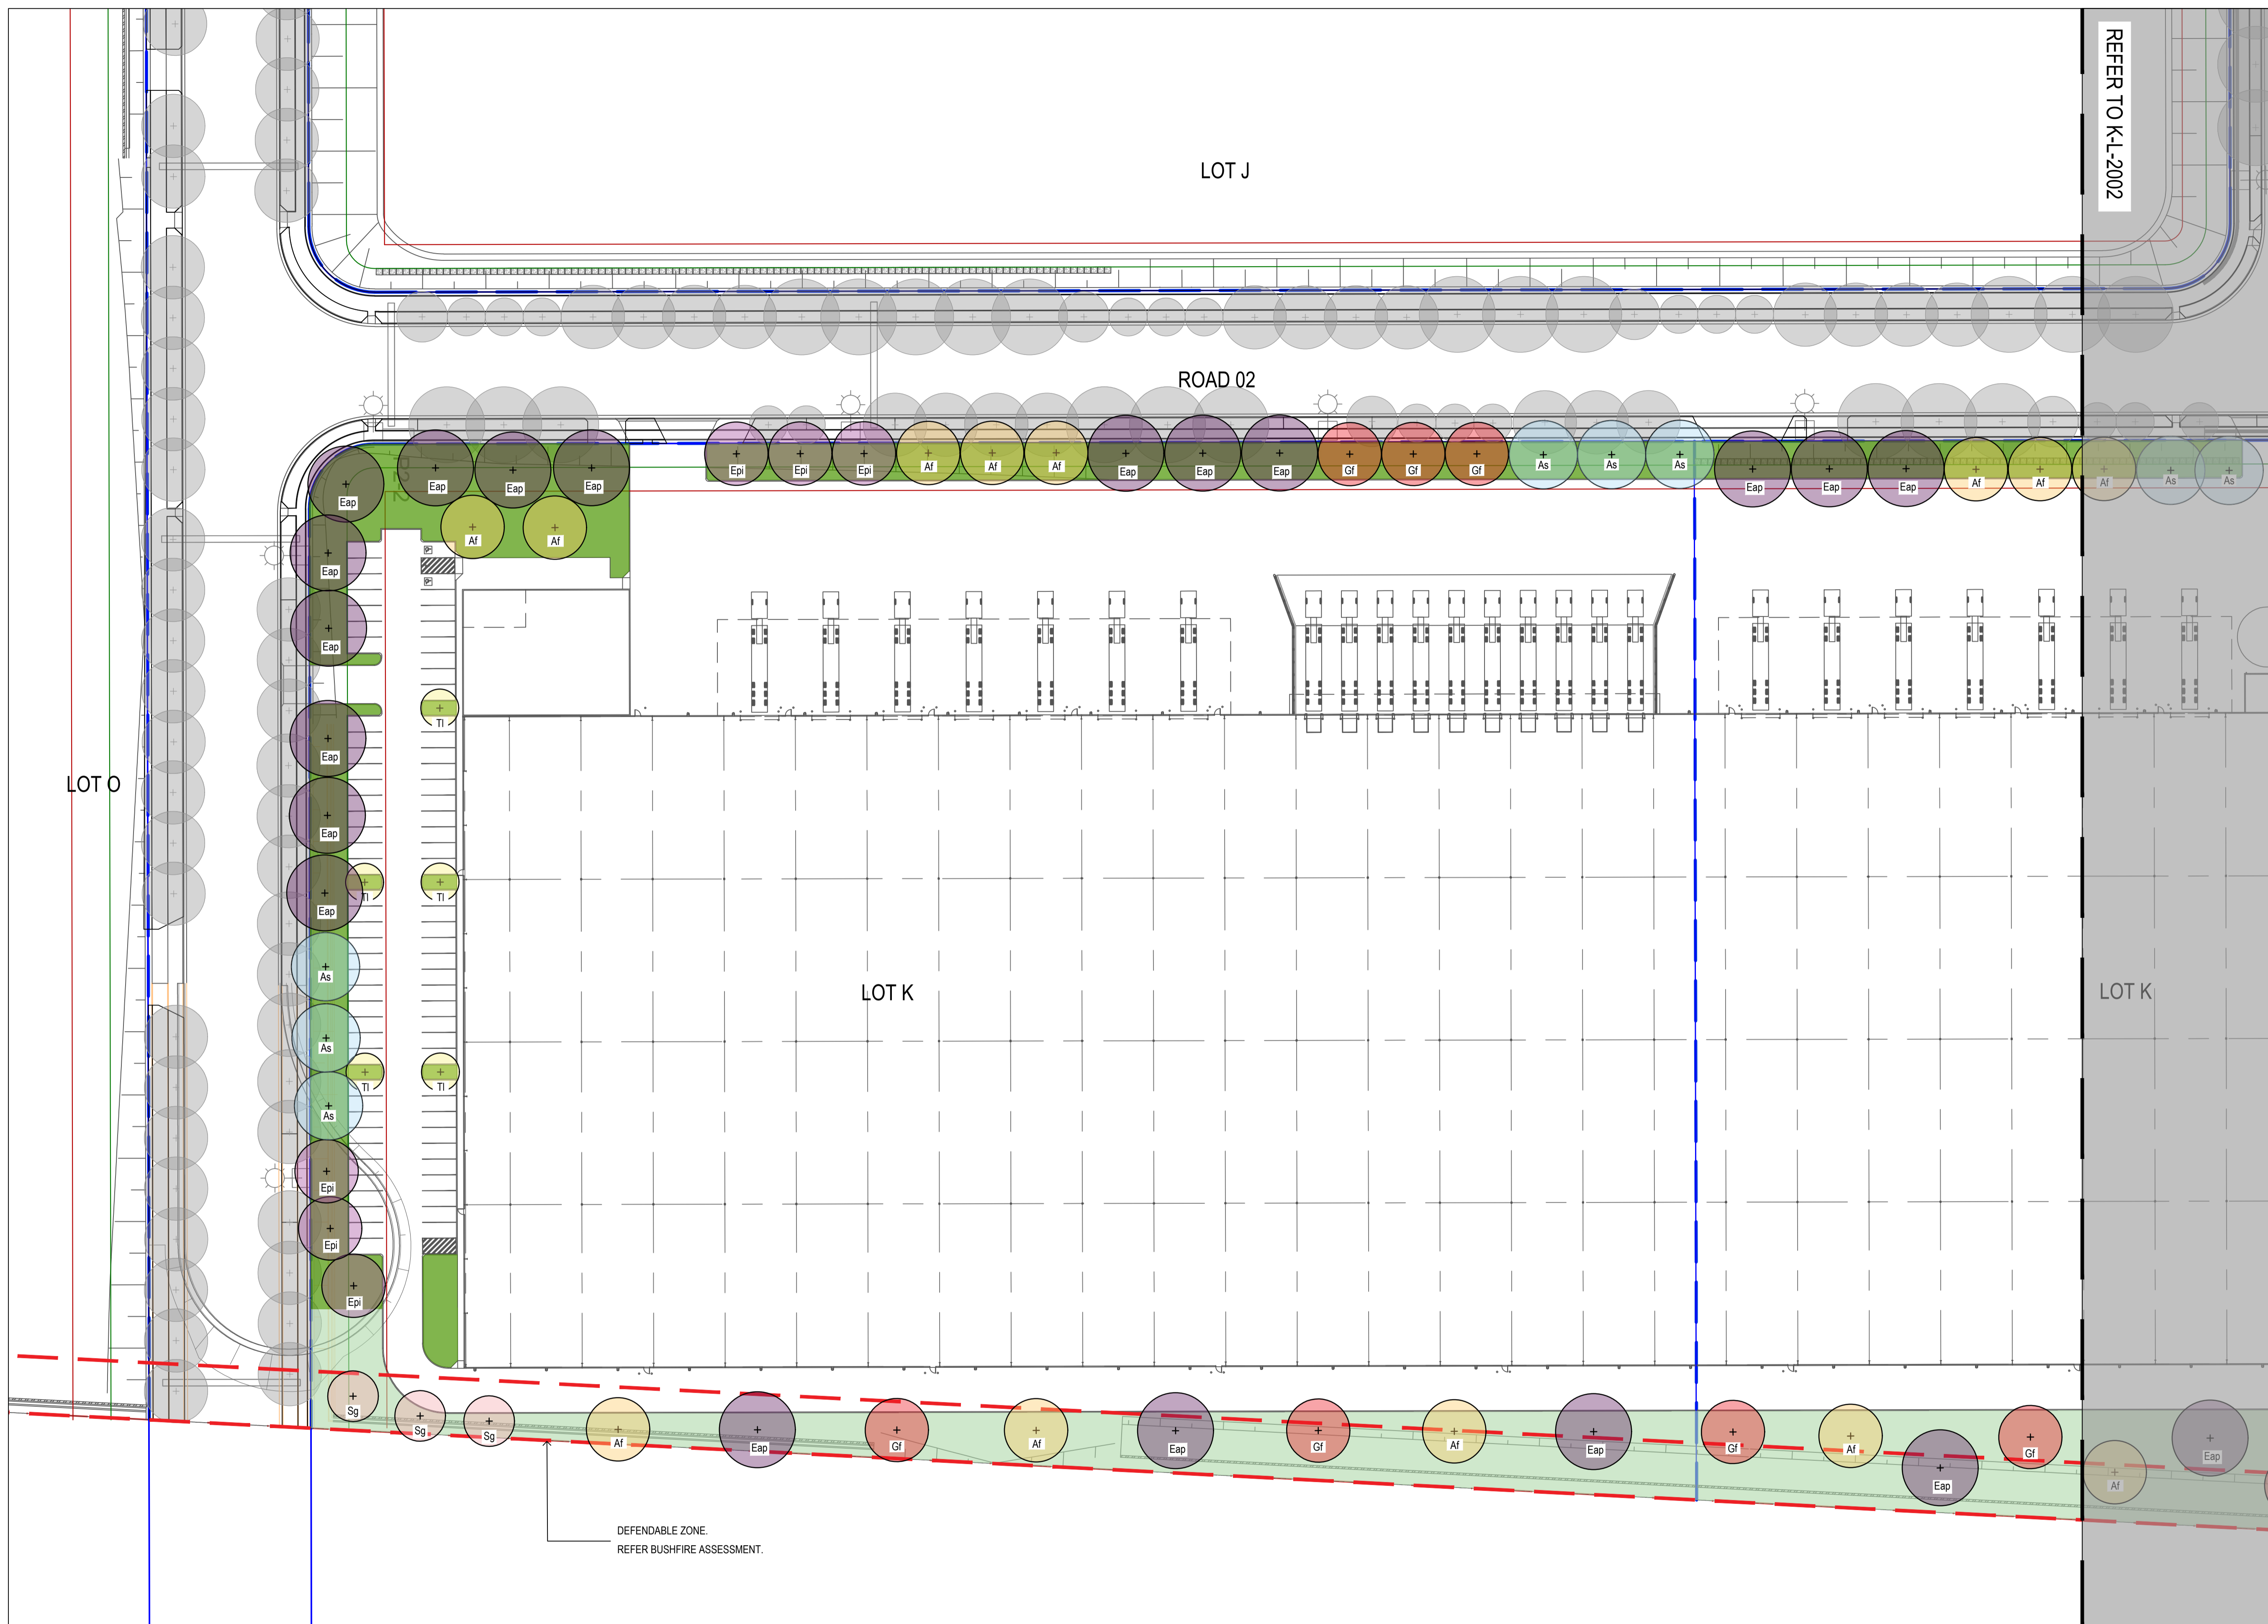 REFER TO K-L-2002
LOT J
ROAD 02
Eap
Eap
Eap
Eap
Epi
Epi
Epi
Af
Af
Af
Eap
Eap
Eap
Gf
Gf
Gf
As
As
As
Eap
Eap
Eap
Af
Af
Af
As
As
Af
Af
Eap
Eap
Tl
Eap
LOT O
Eap
Tl
Tl
Eap
As
LOT K
LOT K
As
Tl
Tl
As
Epi
Epi
Epi
Sg
Sg
Sg
Af
Eap
Gf
Af
Eap
Gf
Af
Eap
Gf
Af
Eap
Gf
Af
Eap
DEFENDABLE ZONE.
REFER BUSHFIRE ASSESSMENT.